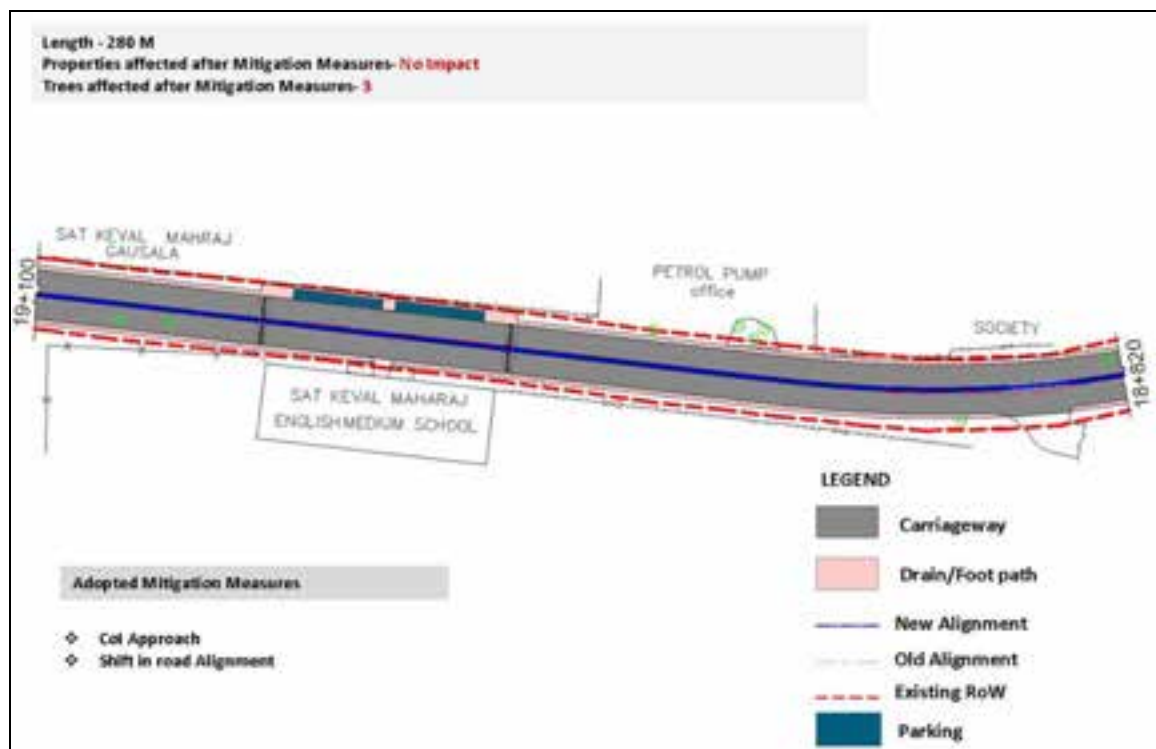 Length - 280 M
Properties affected after Mitigation Measures- No Impact
Trees affected after Mitigation Measures- 3
SAT KEVAL MAHRAJ
GAUSALA
19+100
PETROL PUMP
office
SOCIETY
18+820
SAT KEVAL MAHARAJ
ENGLISH MEDIUM SCHOOL
LEGEND
Carriageway
Drain/Foot path
New Alignment
Old Alignment
Existing RoW
Parking
Adopted Mitigation Measures
❖ CoI Approach
❖ Shift in road Alignment